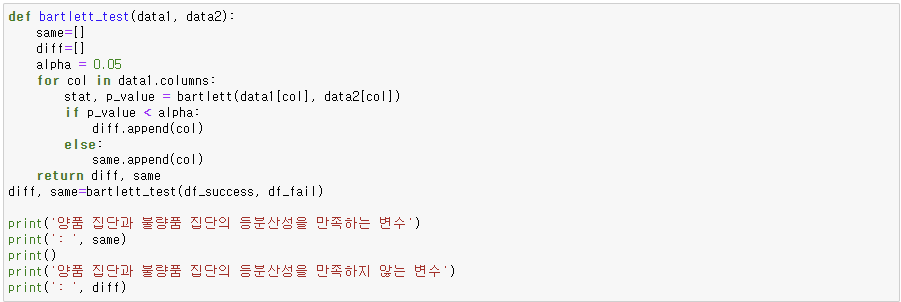 def bartlett_test(data1, data2):
    same=[]
    diff=[]
    alpha = 0.05
    for col in data1.columns:
        stat, p_value = bartlett(data1[col], data2[col])
        if p_value < alpha:
            diff.append(col)
        else:
            same.append(col)
    return diff, same
diff, same=bartlett_test(df_success, df_fail)

print('양품 집단과 불량품 집단의 등분산성을 만족하는 변수')
print(': ', same)
print()
print('양품 집단과 불량품 집단의 등분산성을 만족하지 않는 변수')
print(': ', diff)